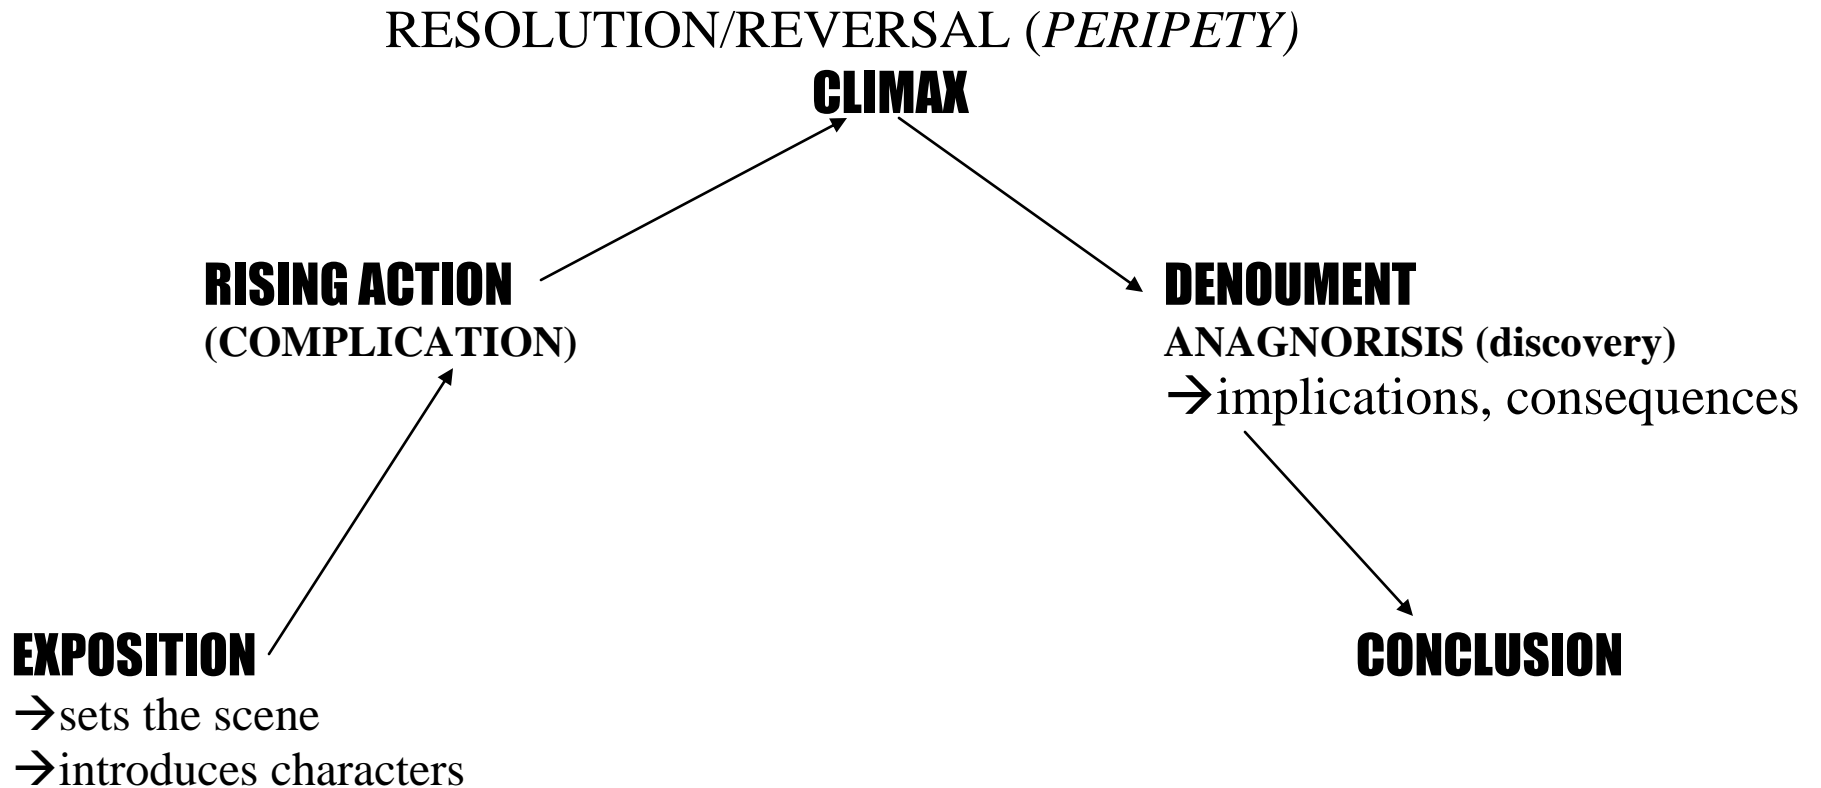 RESOLUTION/REVERSAL (PERIPETY)
CLIMAX
RISING ACTION
(COMPLICATION)
DENOUMENT
ANAGNORISIS (discovery)
→implications, consequences
EXPOSITION
→sets the scene
→introduces characters
CONCLUSION